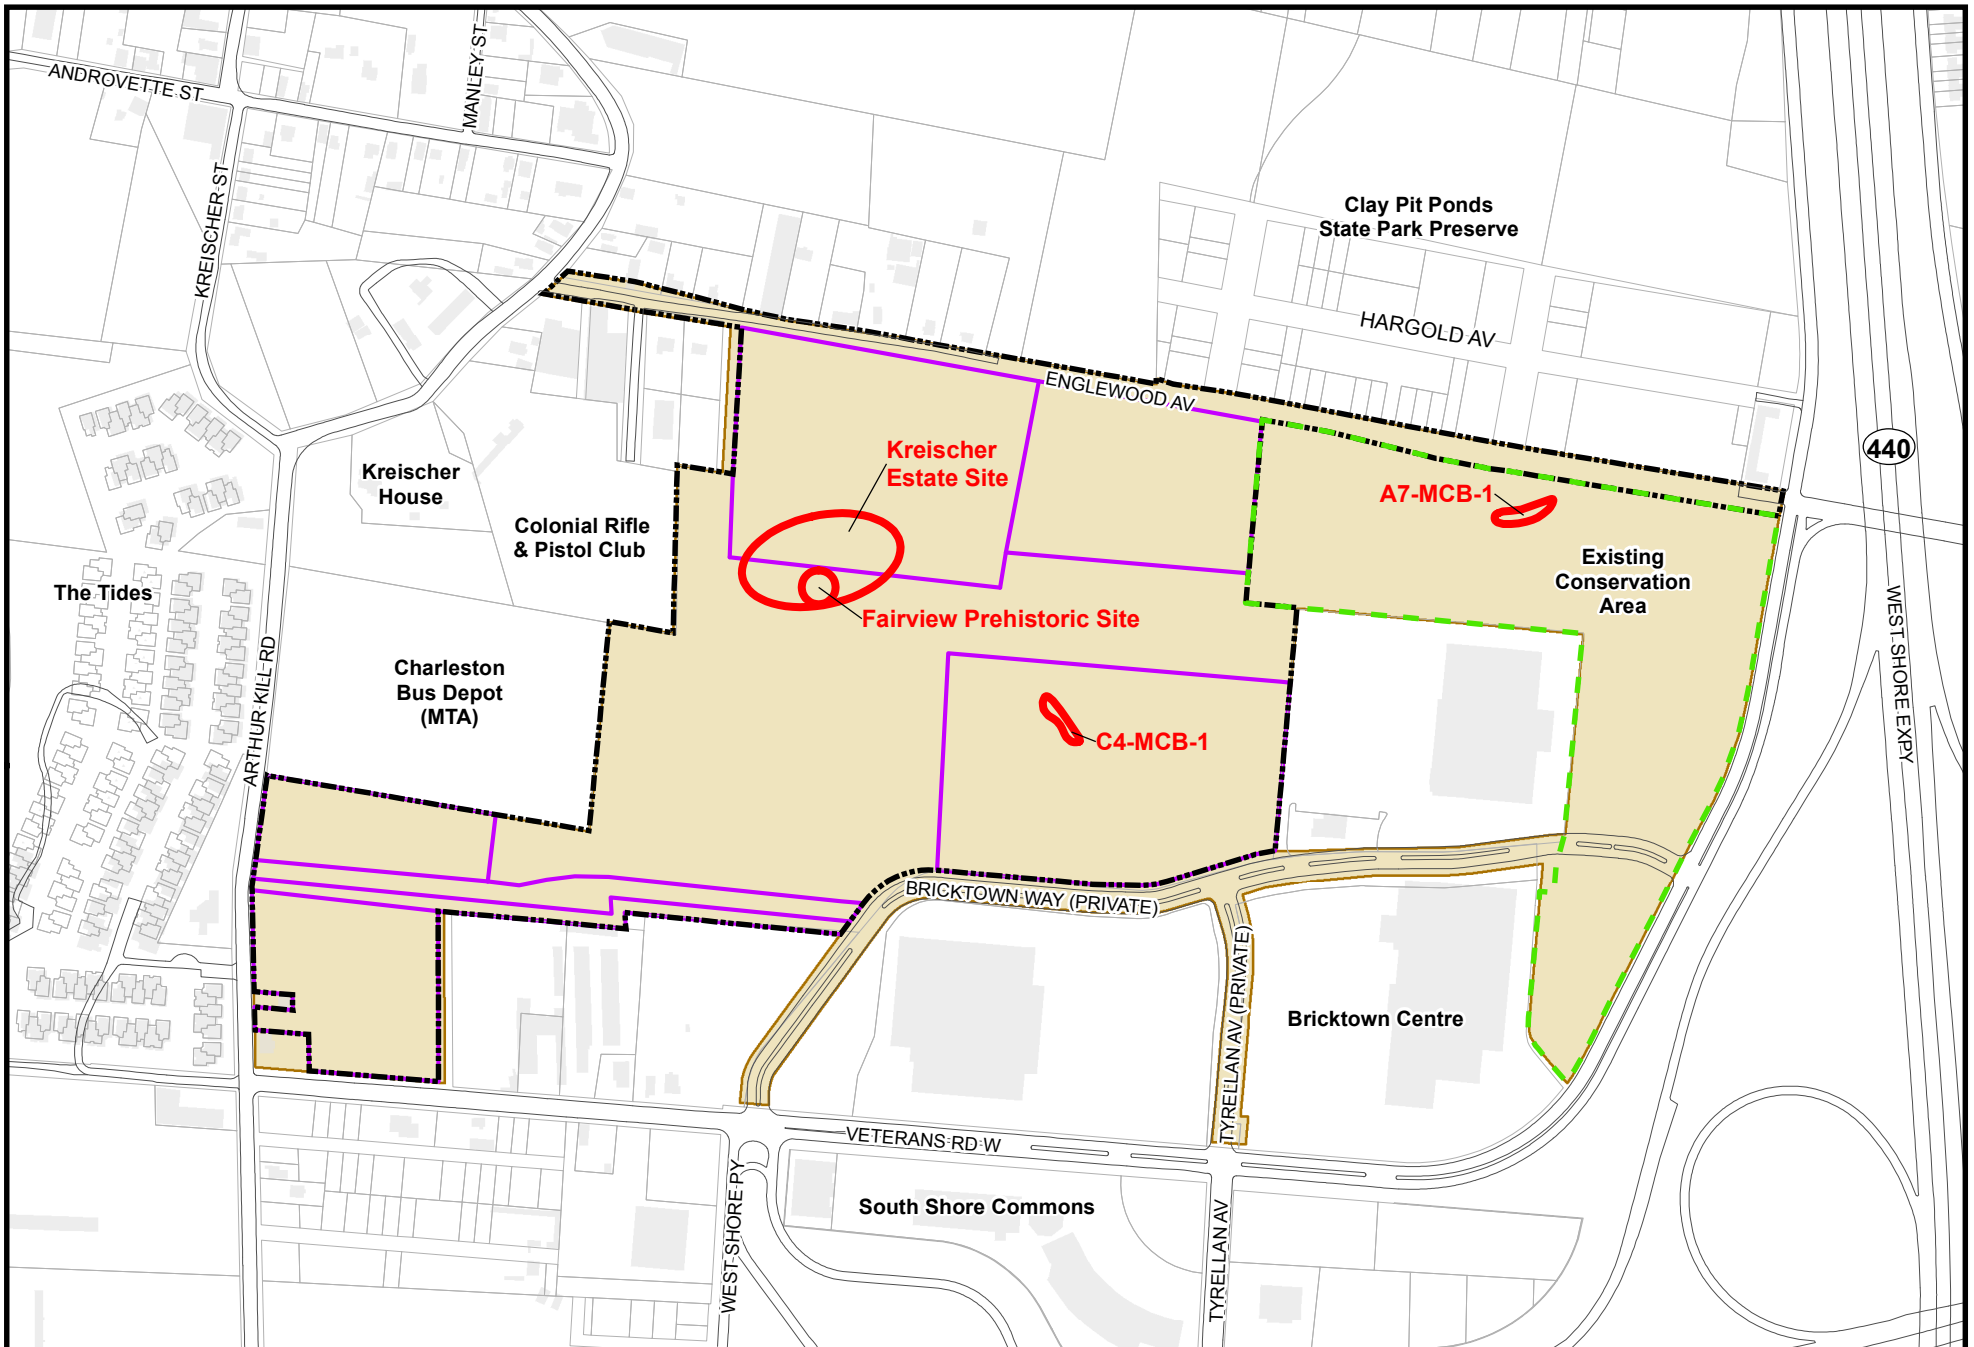 ANDROVETTE ST
MANLEY ST
KREISCHER ST
Clay Pit Ponds
State Park Preserve
HARGOLD AV
ENGLEWOOD AV
440
Kreischer
Estate Site
A7-MCB-1
Kreischer
House
Colonial Rifle
& Pistol Club
Existing
Conservation
Area
The Tides
Fairview Prehistoric Site
WEST SHORE EXPY
Charleston
Bus Depot
(MTA)
ARTHUR KILL RD
C4-MCB-1
BRICKTOWN WAY (PRIVATE)
TYRELLAN AV (PRIVATE)
Bricktown Centre
VETERANS RD W
WEST SHORE PY
South Shore Commons
TYRELLAN AV